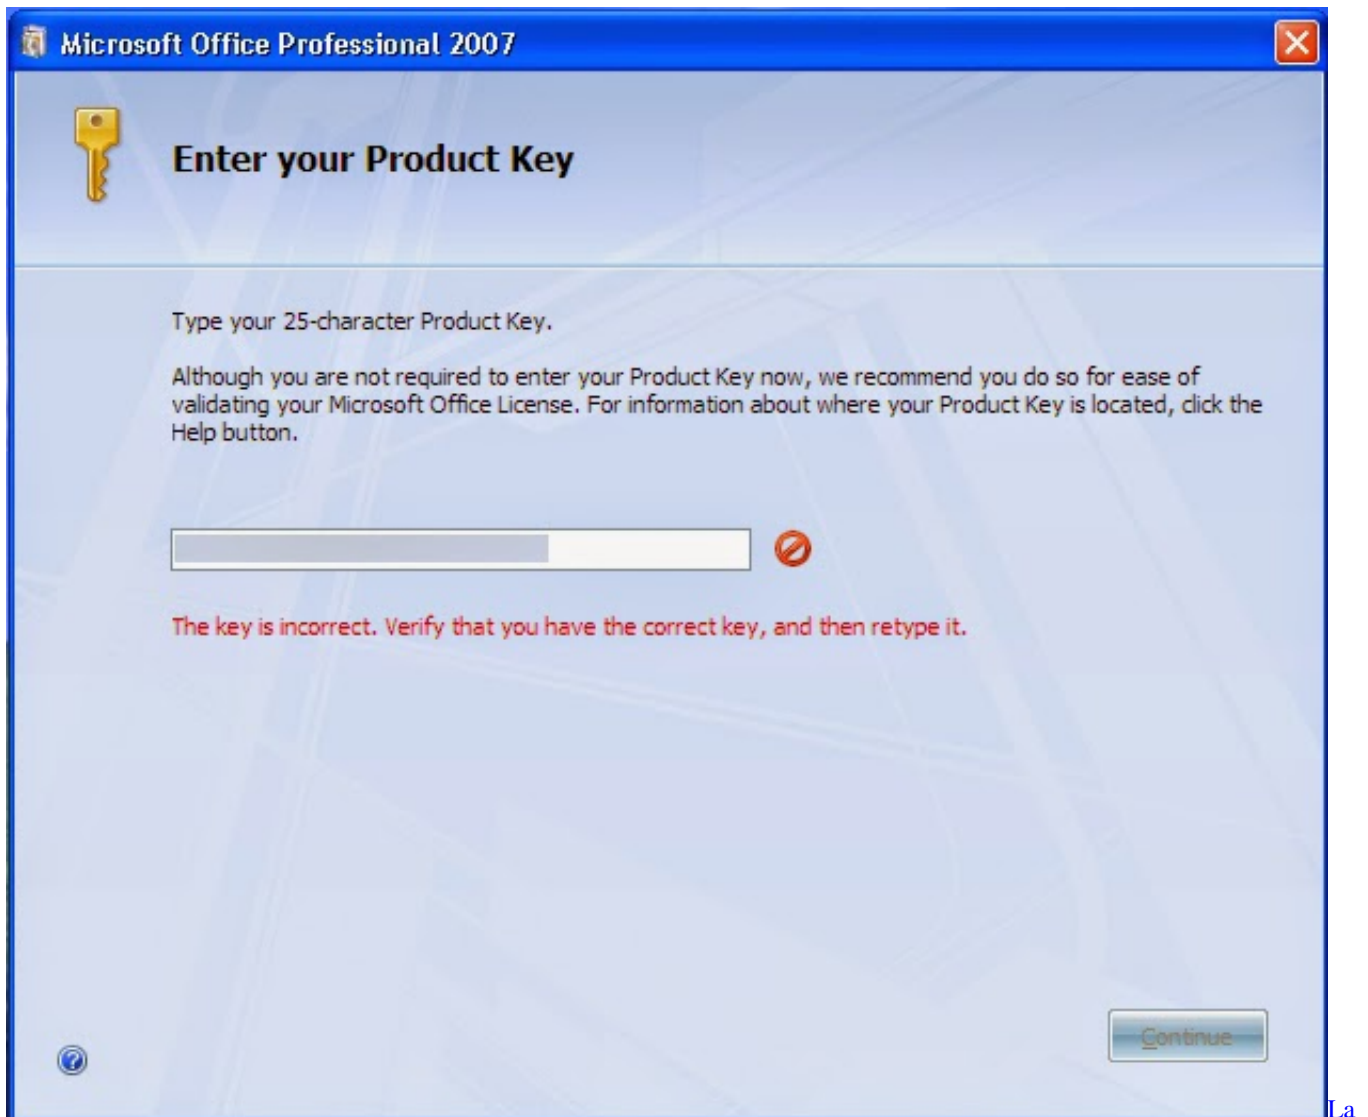 Microsoft Office Professional 2007
Enter your Product Key
Type your 25-character Product Key.
Although you are not required to enter your Product Key now, we recommend you do so for ease of
validating your Microsoft Office License. For information about where your Product Key is located, click the
Help button.
The key is incorrect. Verify that you have the correct key, and then retype it.
Continue
La